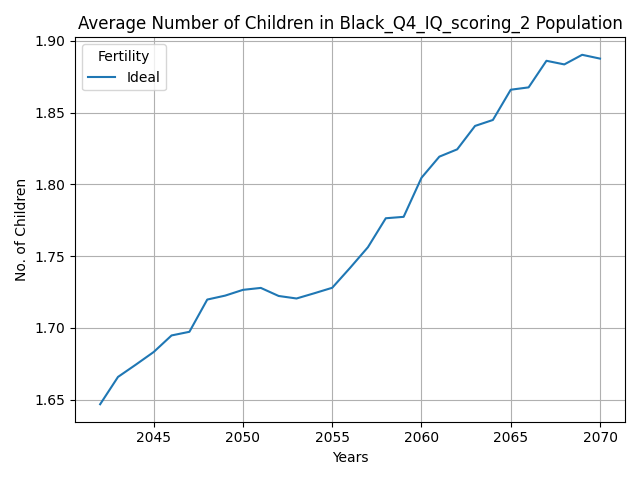 Average Number of Children in Black_Q4_IQ_scoring_2 Population
Fertility
Ideal
1.90
1.85
1.80
1.75
1.70
1.65
No. of Children
2045 2050 2055 2060 2065 2070
Years